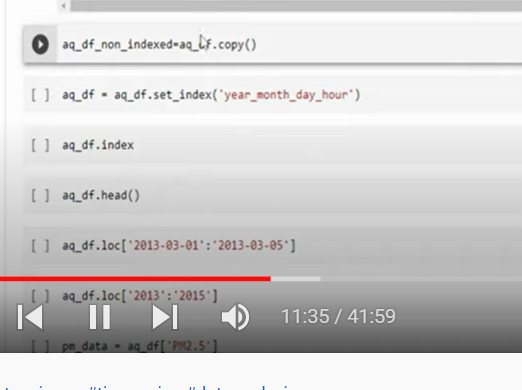 aq_df_non_indexed=aq_df.copy()
[ ] aq_df = aq_df.set_index('year_month_day_hour')
[ ] aq_df.index
[ ] aq_df.head()
[ ] aq_df.loc['2013-03-01':'2013-03-05']
[ ] aq_df.loc['2013':'2015']
11:35 / 41:59
[ ] pm_data = aq_df['PM2.5']